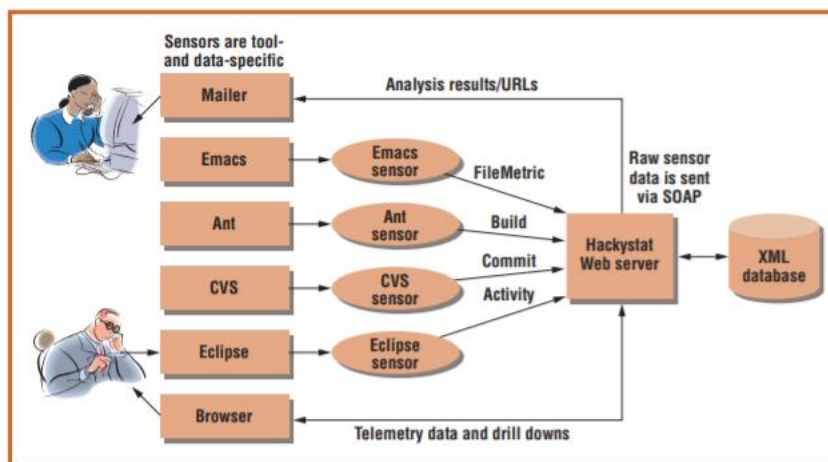 Sensors are tool-
and data-specific
Mailer
Analysis results/URLs
Emacs
Emacs
sensor
FileMetric
Raw sensor
data is sent
via SOAP
Ant
Ant
sensor
Build
Hackystat
Web server
XML
database
CVS
CVS
sensor
Commit
Activity
Eclipse
Eclipse
sensor
Browser
Telemetry data and drill downs